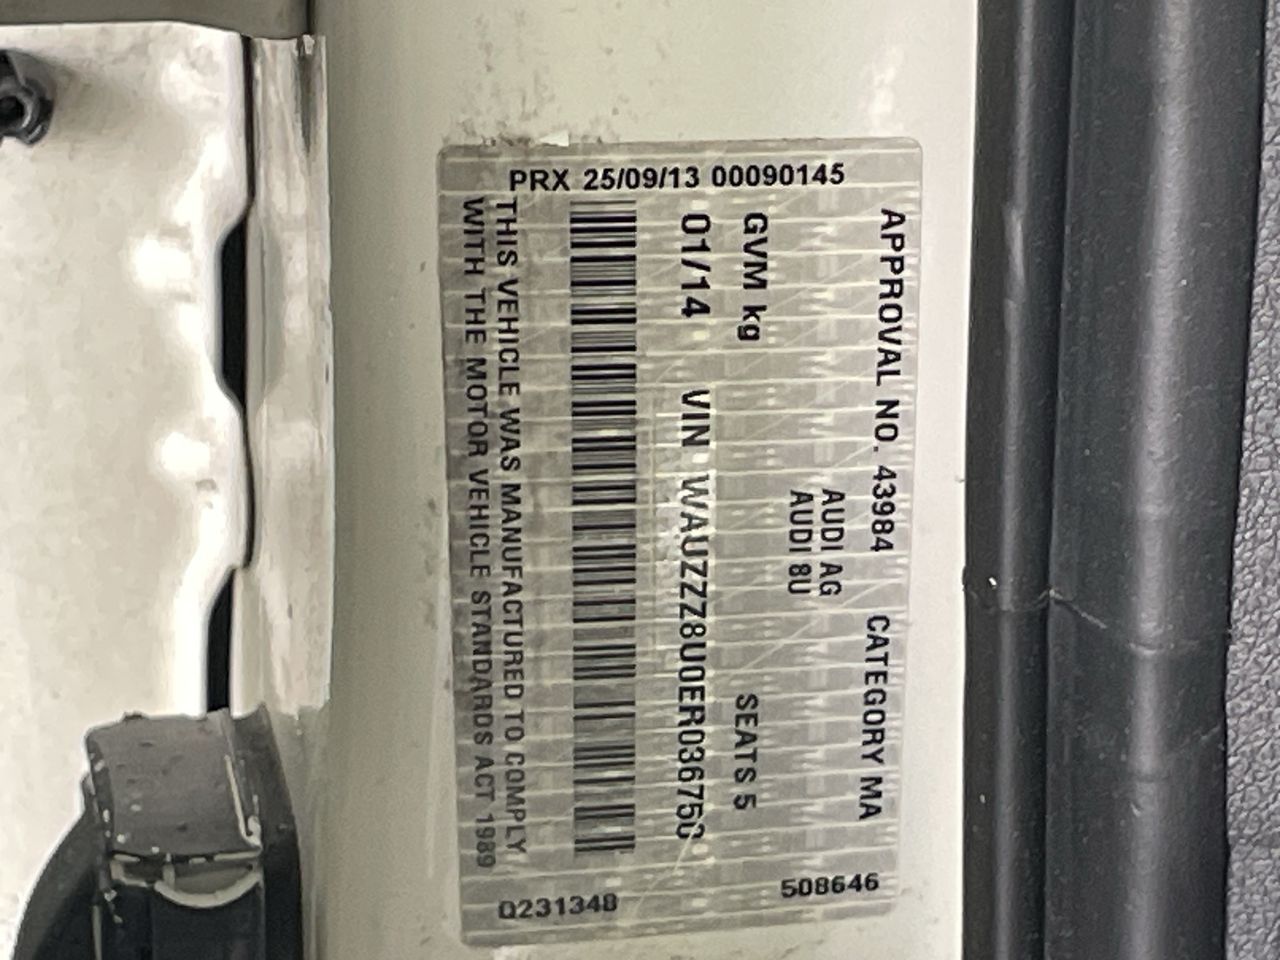 PRX 25/09/13 00090145
APPROVAL NO. 43984 CATEGORY MA
AUDI AG
AUDI 8U
GVM kg SEATS 5
01/14 VIN WAUZZZ8U0ER036750
THIS VEHICLE WAS MANUFACTURED TO COMPLY
WITH THE MOTOR VEHICLE STANDARDS ACT 1989
508646
Q231348